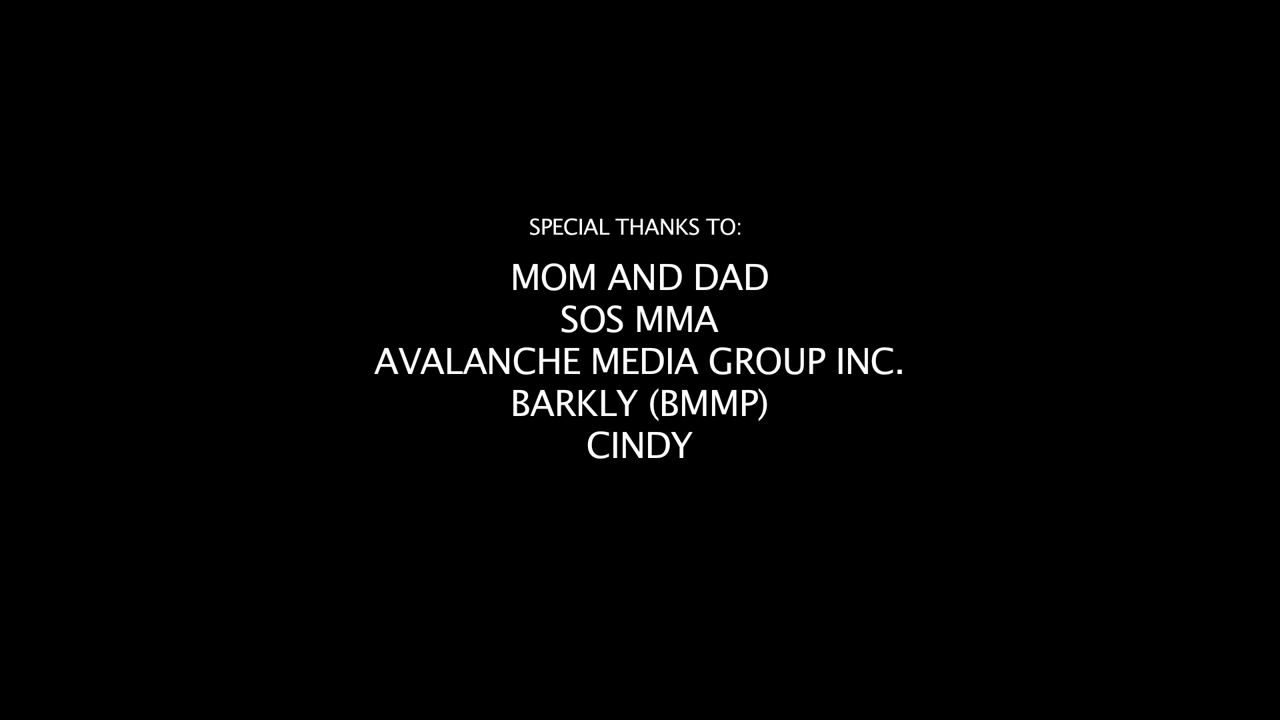 SPECIAL THANKS TO:
MOM AND DAD
SOS MMA
AVALANCHE MEDIA GROUP INC.
BARKLY (BMMP)
CINDY